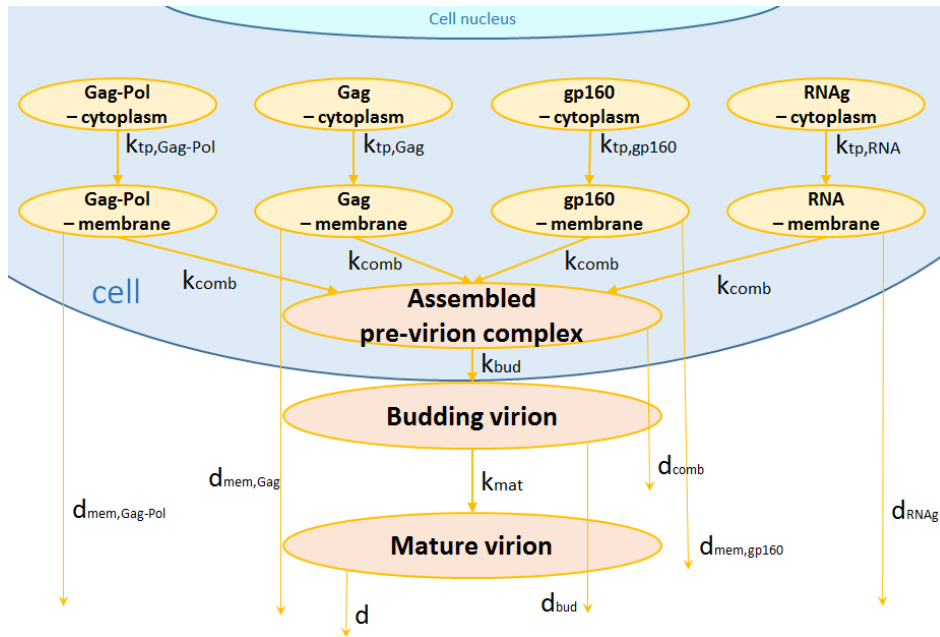 Cell nucleus
Gag-Pol
– cytoplasm
Gag
– cytoplasm
gp160
– cytoplasm
RNAg
– cytoplasm
ktp,Gag-Pol
ktp,Gag
ktp,gp160
ktp,RNA
Gag-Pol
– membrane
Gag
– membrane
gp160
– membrane
RNA
– membrane
kcomb
kcomb
kcomb
kcomb
cell
Assembled
pre-virion complex
kbud
Budding virion
dmem,Gag
kmat
dcomb
dmem,Gag-Pol
dRNAg
Mature virion
dmem,gp160
d
dbud